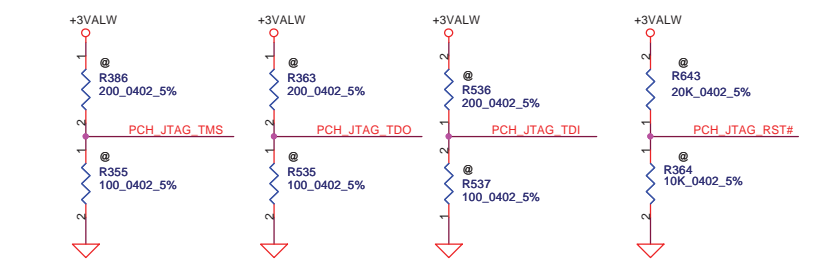 +3VALW +3VALW +3VALW +3VALW
1 @ R386 200_0402_5% 2
PCH_JTAG_TMS
1 @ R355 100_0402_5% 2
1 @ R363 200_0402_5% 2
PCH_JTAG_TDO
1 @ R535 100_0402_5% 2
2 @ R536 200_0402_5% 1
PCH_JTAG_TDI
2 @ R537 100_0402_5% 1
2 @ R643 20K_0402_5% 1
PCH_JTAG_RST#
1 @ R364 10K_0402_5% 2